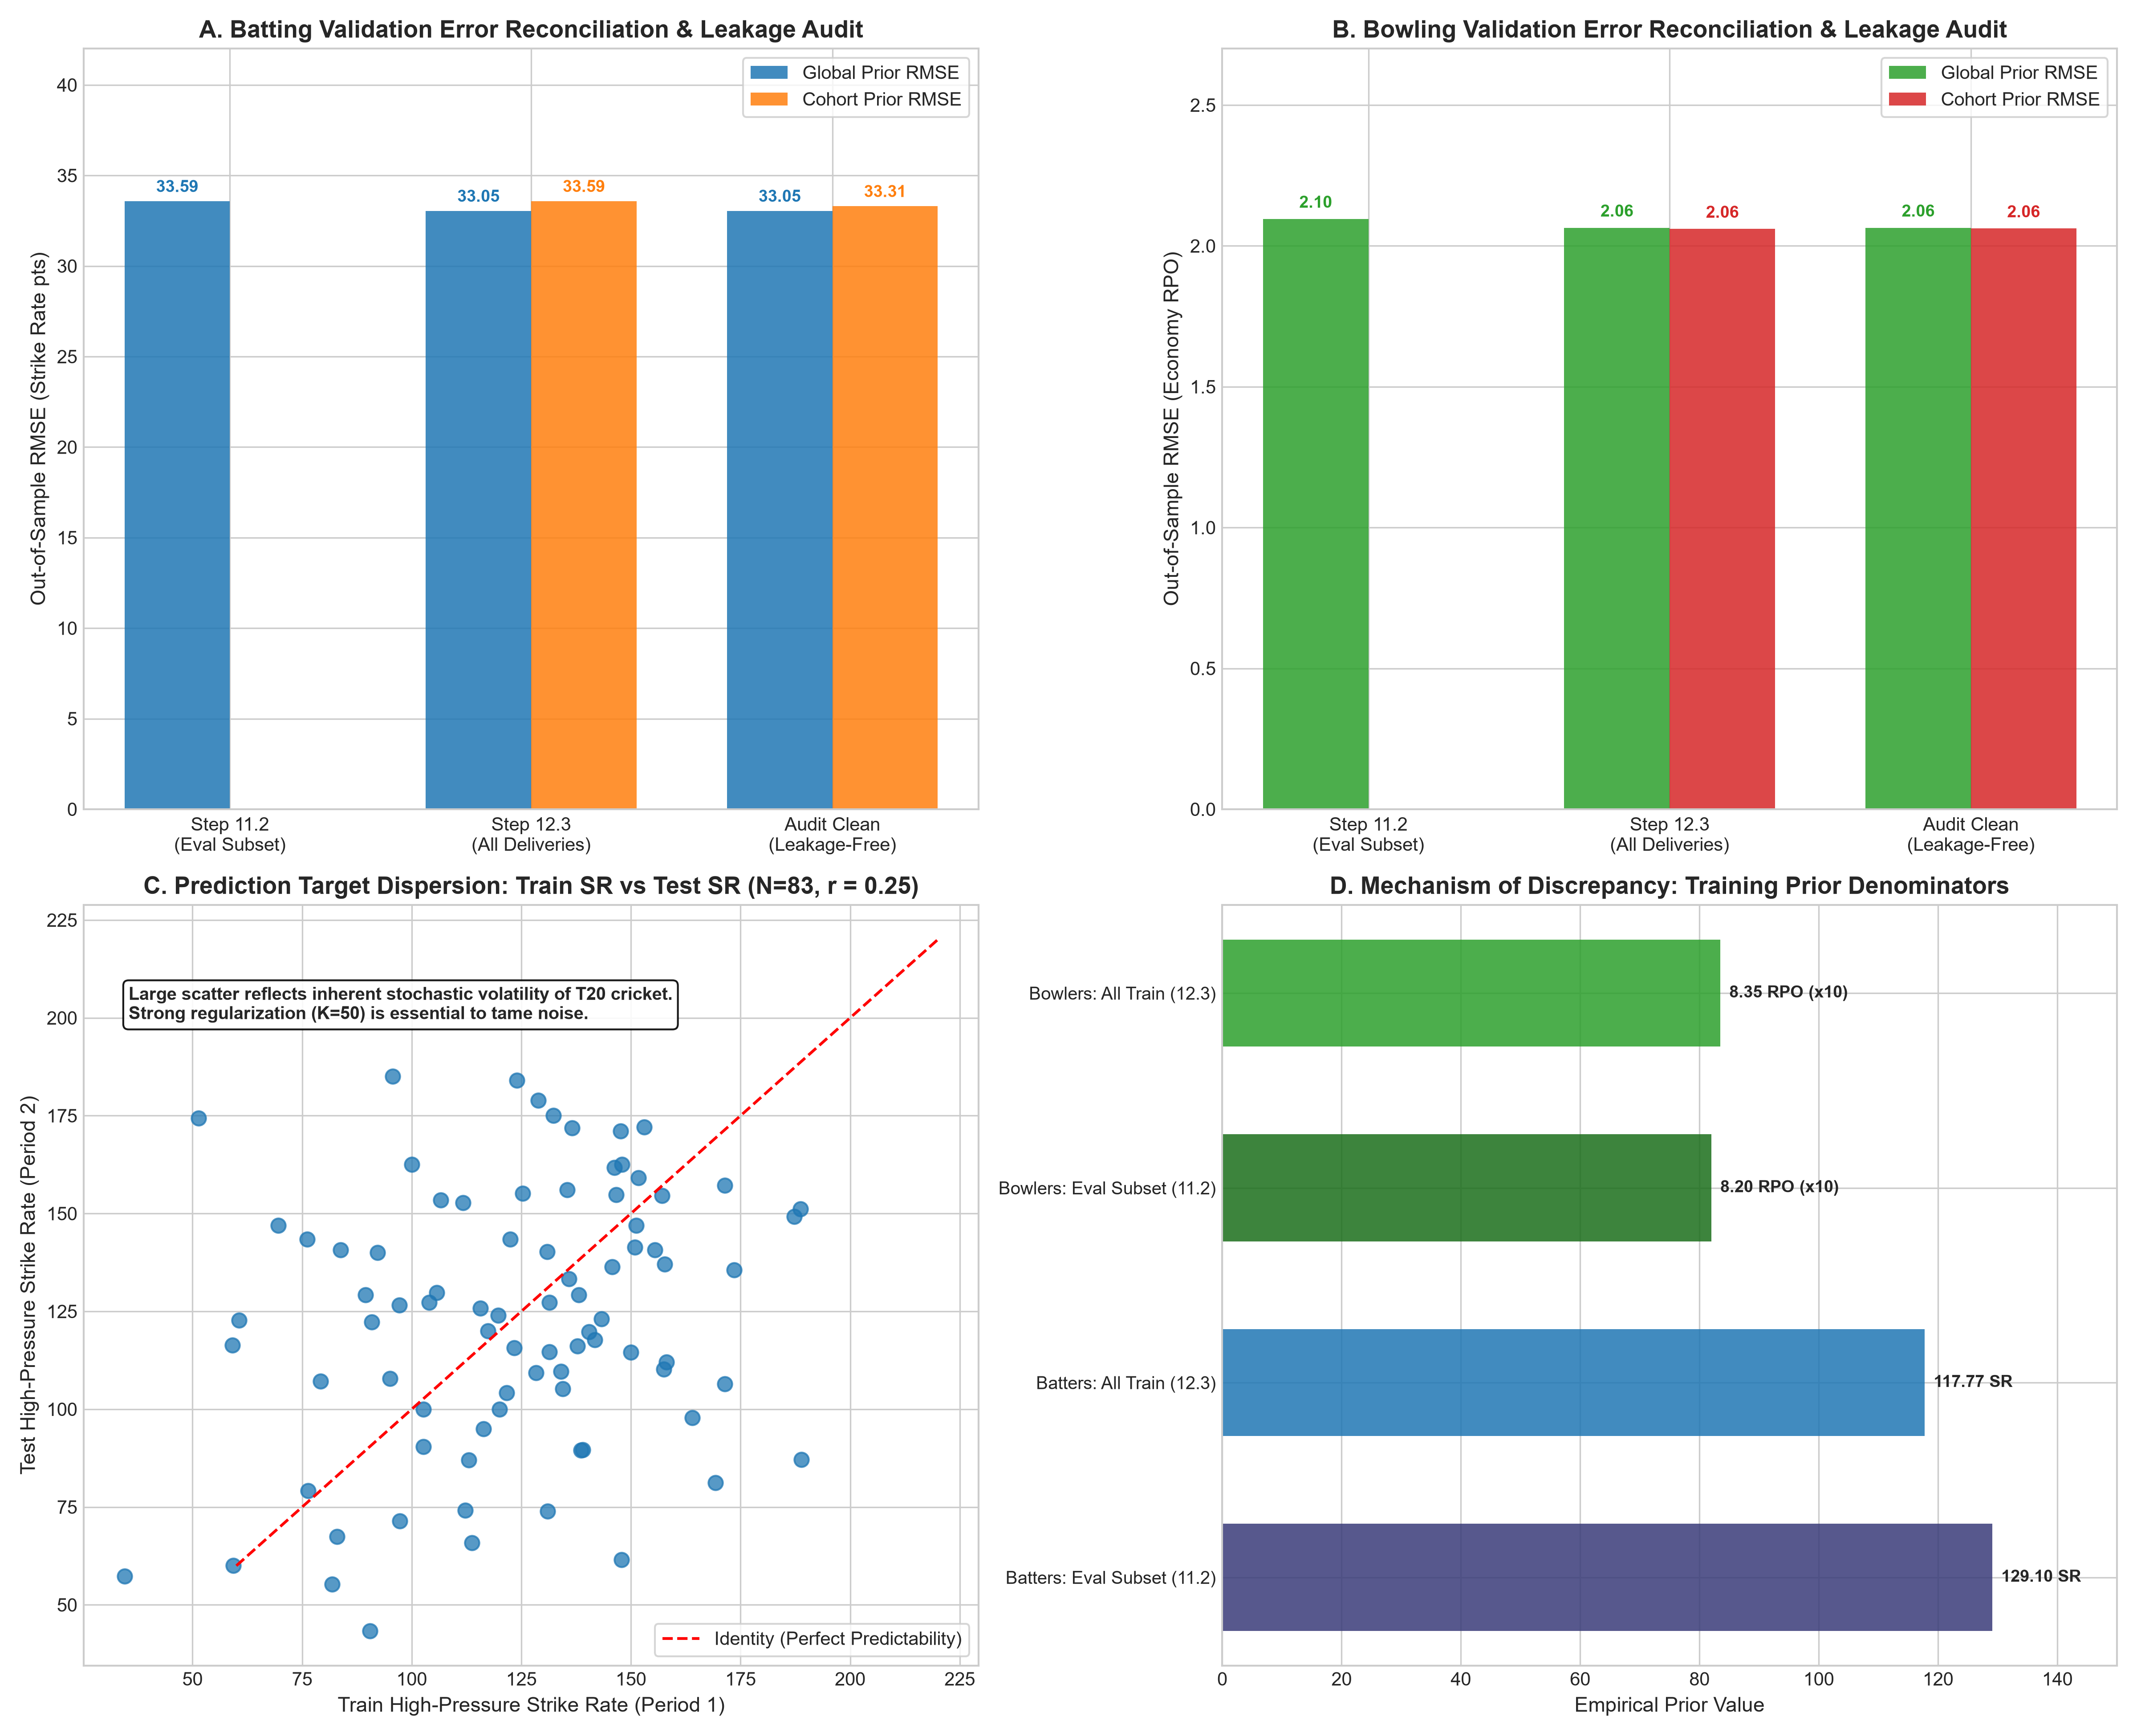 A. Batting Validation Error Reconciliation & Leakage Audit
Out-of-Sample RMSE (Strike Rate pts)
40
35
30
25
20
15
10
5
0
Global Prior RMSE
Cohort Prior RMSE
33.59
33.05
33.59
33.05
33.31
Step 11.2
(Eval Subset)
Step 12.3
(All Deliveries)
Audit Clean
(Leakage-Free)
B. Bowling Validation Error Reconciliation & Leakage Audit
Out-of-Sample RMSE (Economy RPO)
2.5
2.0
1.5
1.0
0.5
0.0
Global Prior RMSE
Cohort Prior RMSE
2.10
2.06
2.06
2.06
2.06
Step 11.2
(Eval Subset)
Step 12.3
(All Deliveries)
Audit Clean
(Leakage-Free)
C. Prediction Target Dispersion: Train SR vs Test SR (N=83, r = 0.25)
Test High-Pressure Strike Rate (Period 2)
225
200
175
150
125
100
75
50
Large scatter reflects inherent stochastic volatility of T20 cricket.
Strong regularization (K=50) is essential to tame noise.
Identity (Perfect Predictability)
50
75
100
125
150
175
200
225
Train High-Pressure Strike Rate (Period 1)
D. Mechanism of Discrepancy: Training Prior Denominators
Bowlers: All Train (12.3)
8.35 RPO (x10)
Bowlers: Eval Subset (11.2)
8.20 RPO (x10)
Batters: All Train (12.3)
117.77 SR
Batters: Eval Subset (11.2)
129.10 SR
0
20
40
60
80
100
120
140
Empirical Prior Value